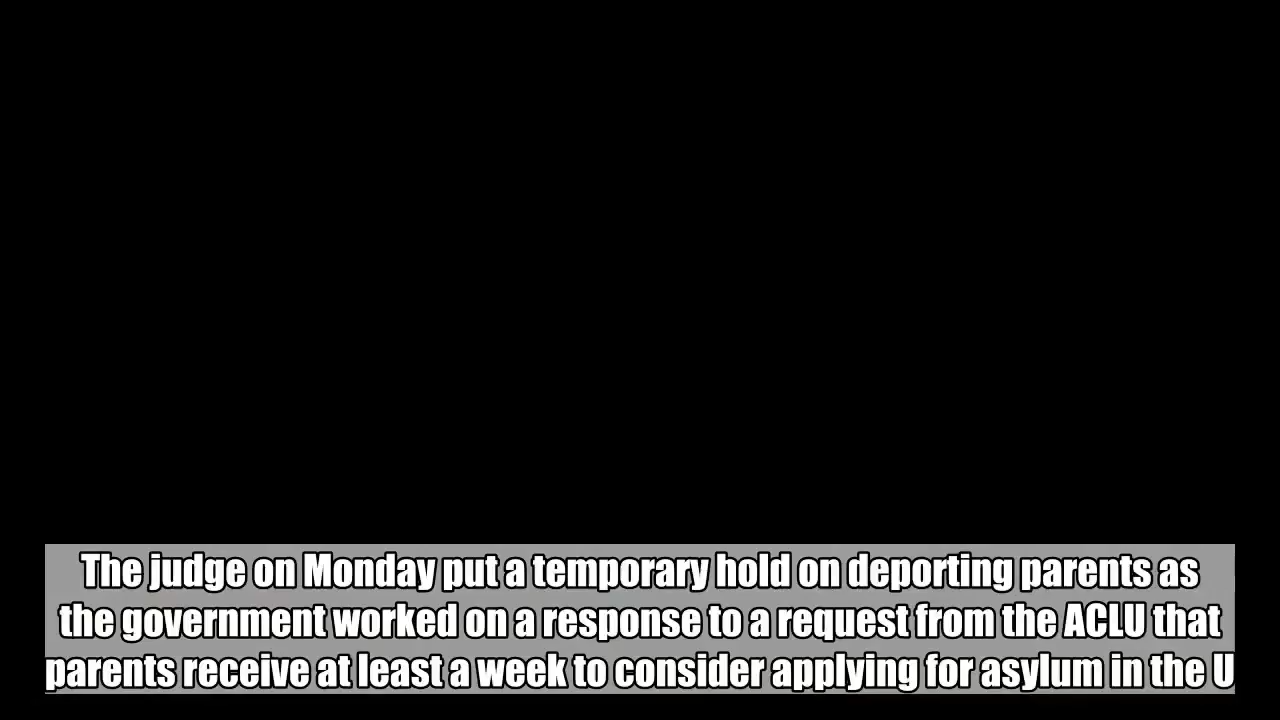 The judge on Monday put a temporary hold on deporting parents as
the government worked on a response to a request from the ACLU that
parents receive at least a week to consider applying for asylum in the U